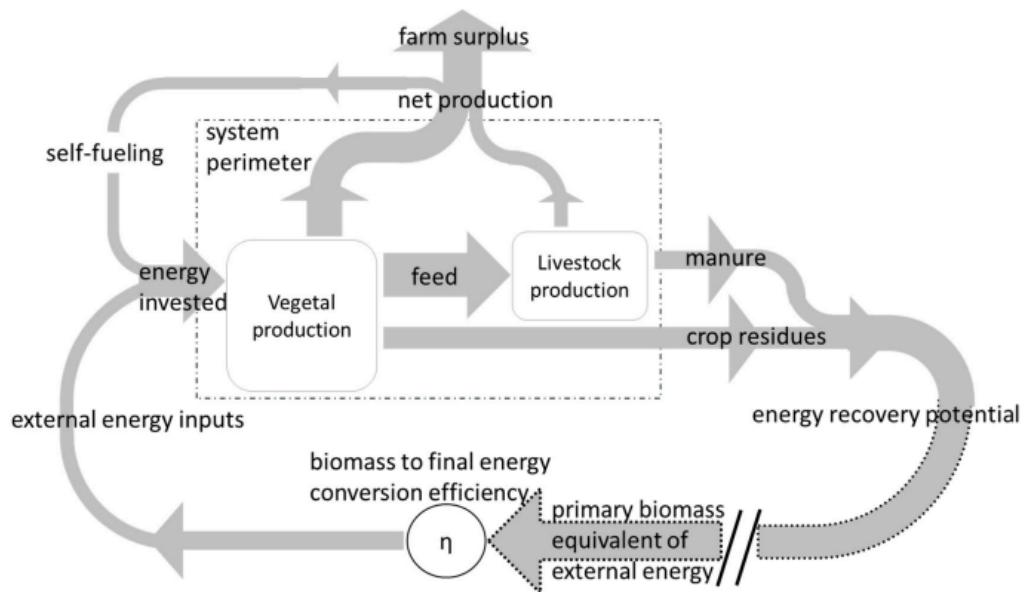 farm surplus
net production
system
perimeter
self-fueling
energy
invested
Vegetal
production
feed
Livestock
production
manure
crop residues
external energy inputs
energy recovery potential
biomass to final energy
conversion efficiency
η
primary biomass
equivalent of
external energy